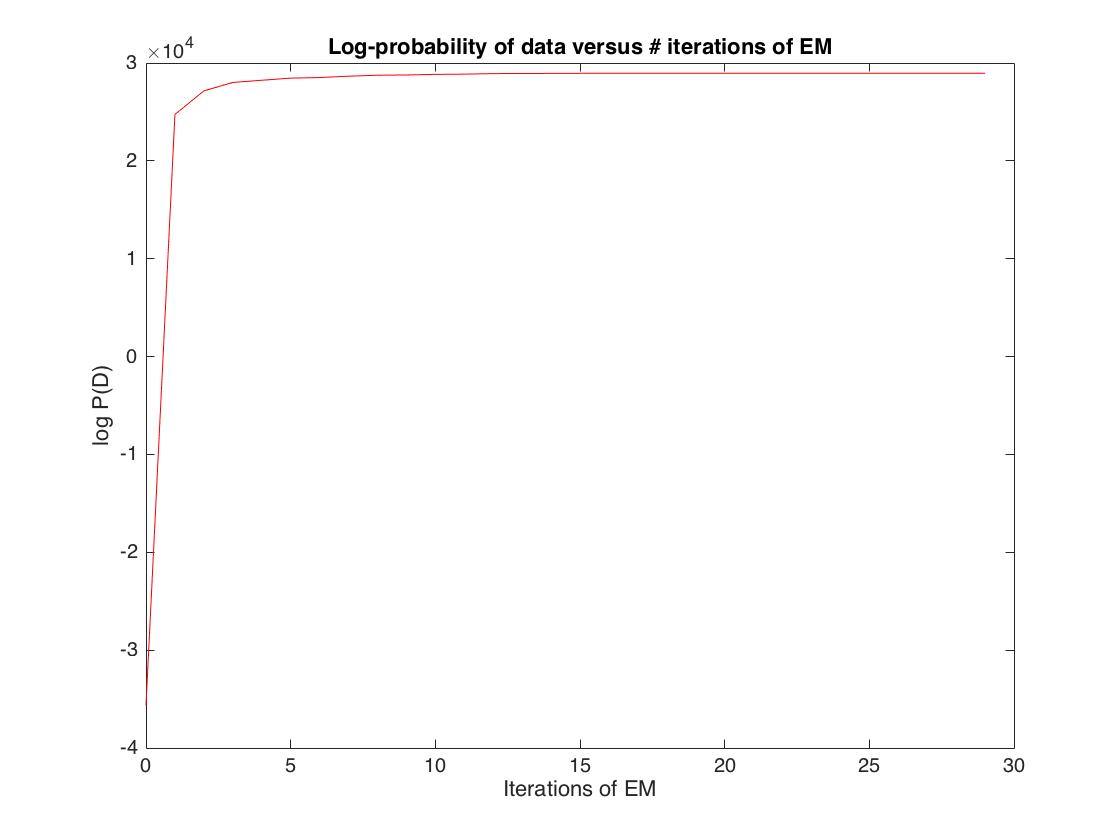 Log-probability of data versus # iterations of EM
×10^4
3
2
1
0
-1
-2
-3
-4
log P(D)
0 5 10 15 20 25 30
Iterations of EM